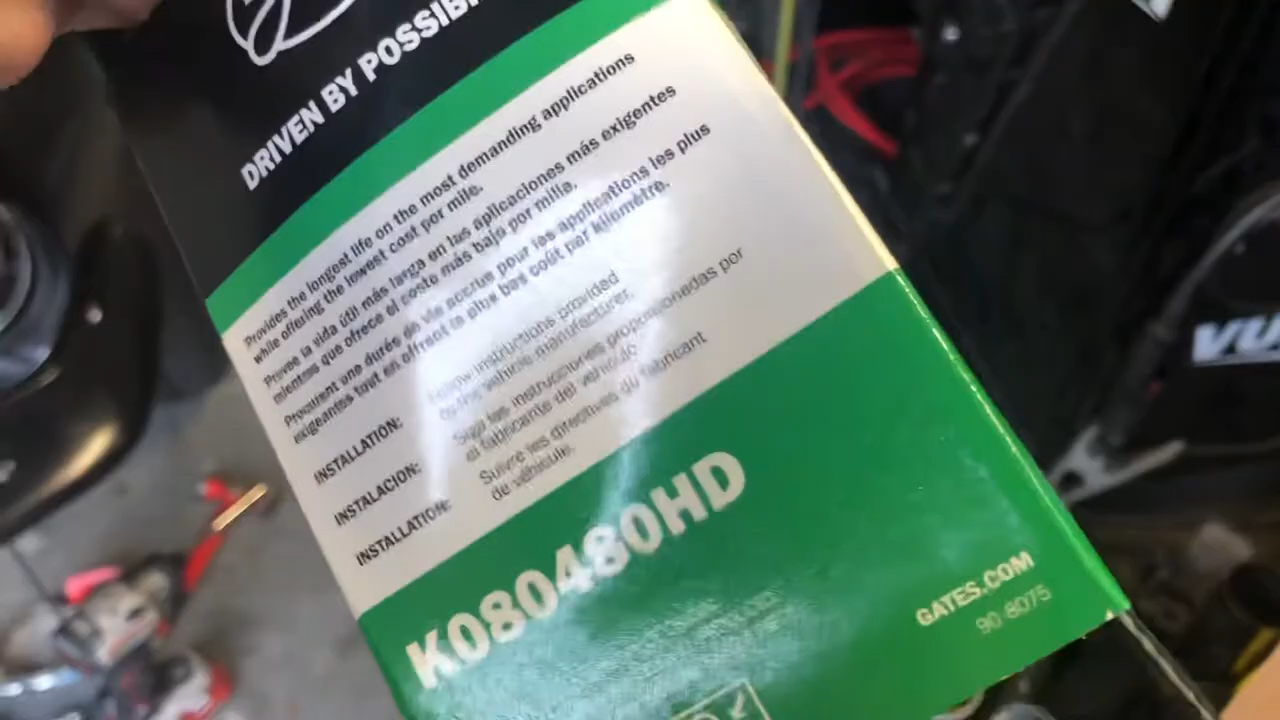 DRIVEN BY POSSIBI
Provides the longest life on the most demanding applications
while offering the lowest cost per mile.
Provee la vida útil más larga en las aplicaciones más exigentes
mientras que ofrece el costo más bajo por milla.
Procurent une durée de vie accrue pour les applications les plus
exigeantes tout en offrant le plus bas coût par kilomètre.
INSTALLATION: Follow instructions provided
by the vehicle manufacturer.
INSTALACION: Siga las instrucciones proporcionadas por
el fabricante del vehículo
INSTALLATION: Suivre les directives du fabricant
de véhicule.
K080480HD
GATES.COM
90-8075
VU